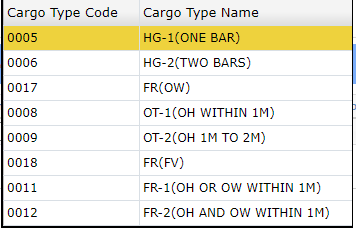 Cargo Type Code Cargo Type Name
0005 HG-1(ONE BAR)
0006 HG-2(TWO BARS)
0017 FR(OW)
0008 OT-1(OH WITHIN 1M)
0009 OT-2(OH 1M TO 2M)
0018 FR(FV)
0011 FR-1(OH OR OW WITHIN 1M)
0012 FR-2(OH AND OW WITHIN 1M)